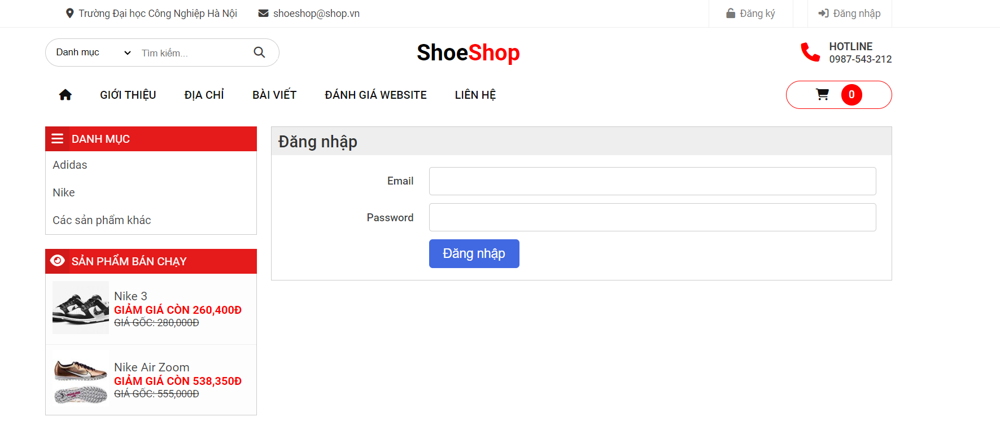 Trường Đại học Công Nghiệp Hà Nội
shoeshop@shop.vn
Đăng ký
Đăng nhập
Danh mục
Tìm kiếm...
ShoeShop
HOTLINE
0987-543-212
GIỚI THIỆU
ĐỊA CHỈ
BÀI VIẾT
ĐÁNH GIÁ WEBSITE
LIÊN HỆ
0
DANH MỤC
Adidas
Nike
Các sản phẩm khác
SẢN PHẨM BÁN CHẠY
Nike 3
GIẢM GIÁ CÒN 260,400Đ
GIÁ GỐC: 280,000Đ
Nike Air Zoom
GIẢM GIÁ CÒN 538,350Đ
GIÁ GỐC: 555,000Đ
Đăng nhập
Email
Password
Đăng nhập